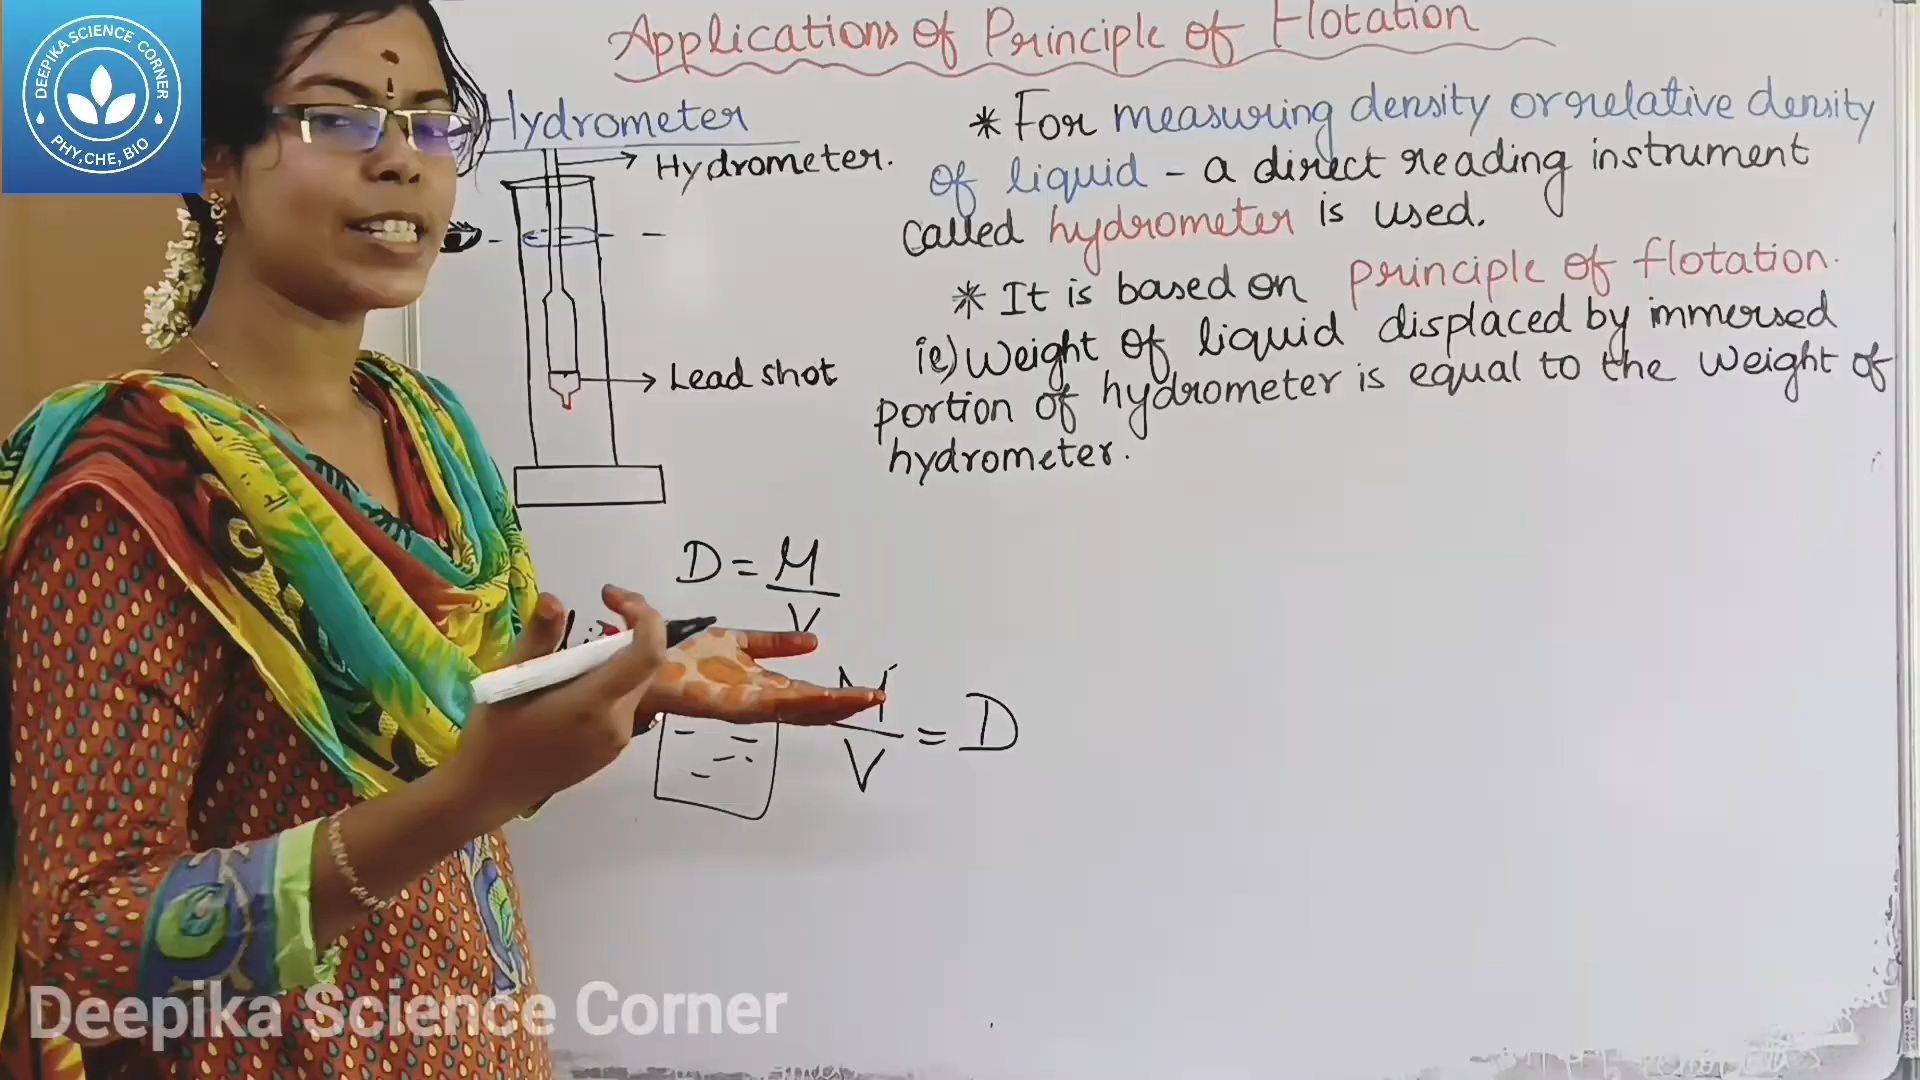 DEEPIKA SCIENCE CORNER
PHY,CHE, BIO
Applications of Principle of Flotation
Hydrometer
Hydrometer.
Lead shot
* For measuring density or relative density
of liquid - a direct reading instrument
called hydrometer is used.
* It is based on principle of flotation.
ie) Weight of liquid displaced by immersed
portion of hydrometer is equal to the weight of
hydrometer.
D = M
V
M
V = D
Deepika Science Corner